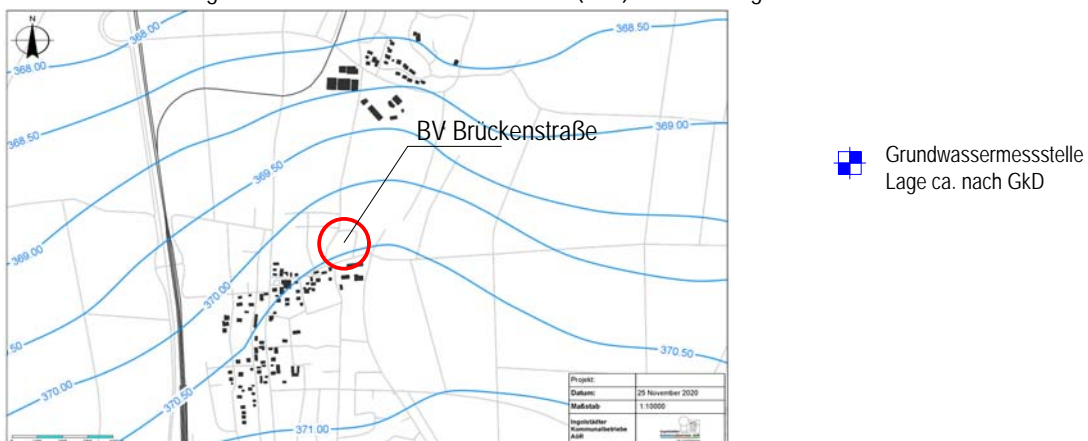 N
368.00
368.50
368.50
BV Brückenstraße
369.00
368.50
369.50
Grundwassermessstelle
Lage ca. nach GkD
369.00
370.00
50
370.50
370.00
370.50
371.00
Projekt:
Datum: 25 November 2020
Maßstab 1:10000
Ingolstädter
Kommunalbetriebe
AöR